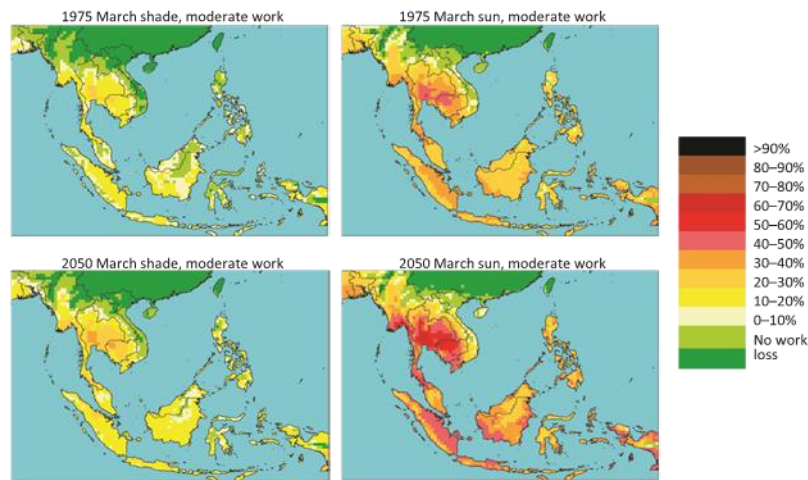 1975 March shade, moderate work
1975 March sun, moderate work
2050 March shade, moderate work
2050 March sun, moderate work
>90%
80–90%
70–80%
60–70%
50–60%
40–50%
30–40%
20–30%
10–20%
0–10%
No work
loss